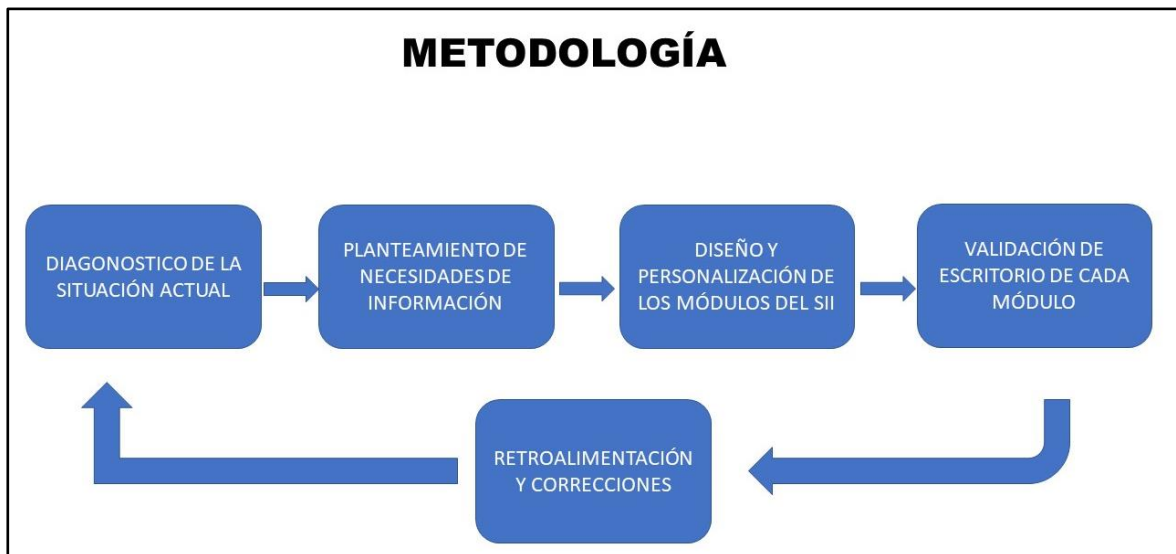 METODOLOGÍA
DIAGONOSTICO DE LA
SITUACIÓN ACTUAL
PLANTEAMIENTO DE
NECESIDADES DE
INFORMACIÓN
DISEÑO Y
PERSONALIZACIÓN DE
LOS MÓDULOS DEL SII
VALIDACIÓN DE
ESCRITORIO DE CADA
MÓDULO
RETROALIMENTACIÓN
Y CORRECCIONES